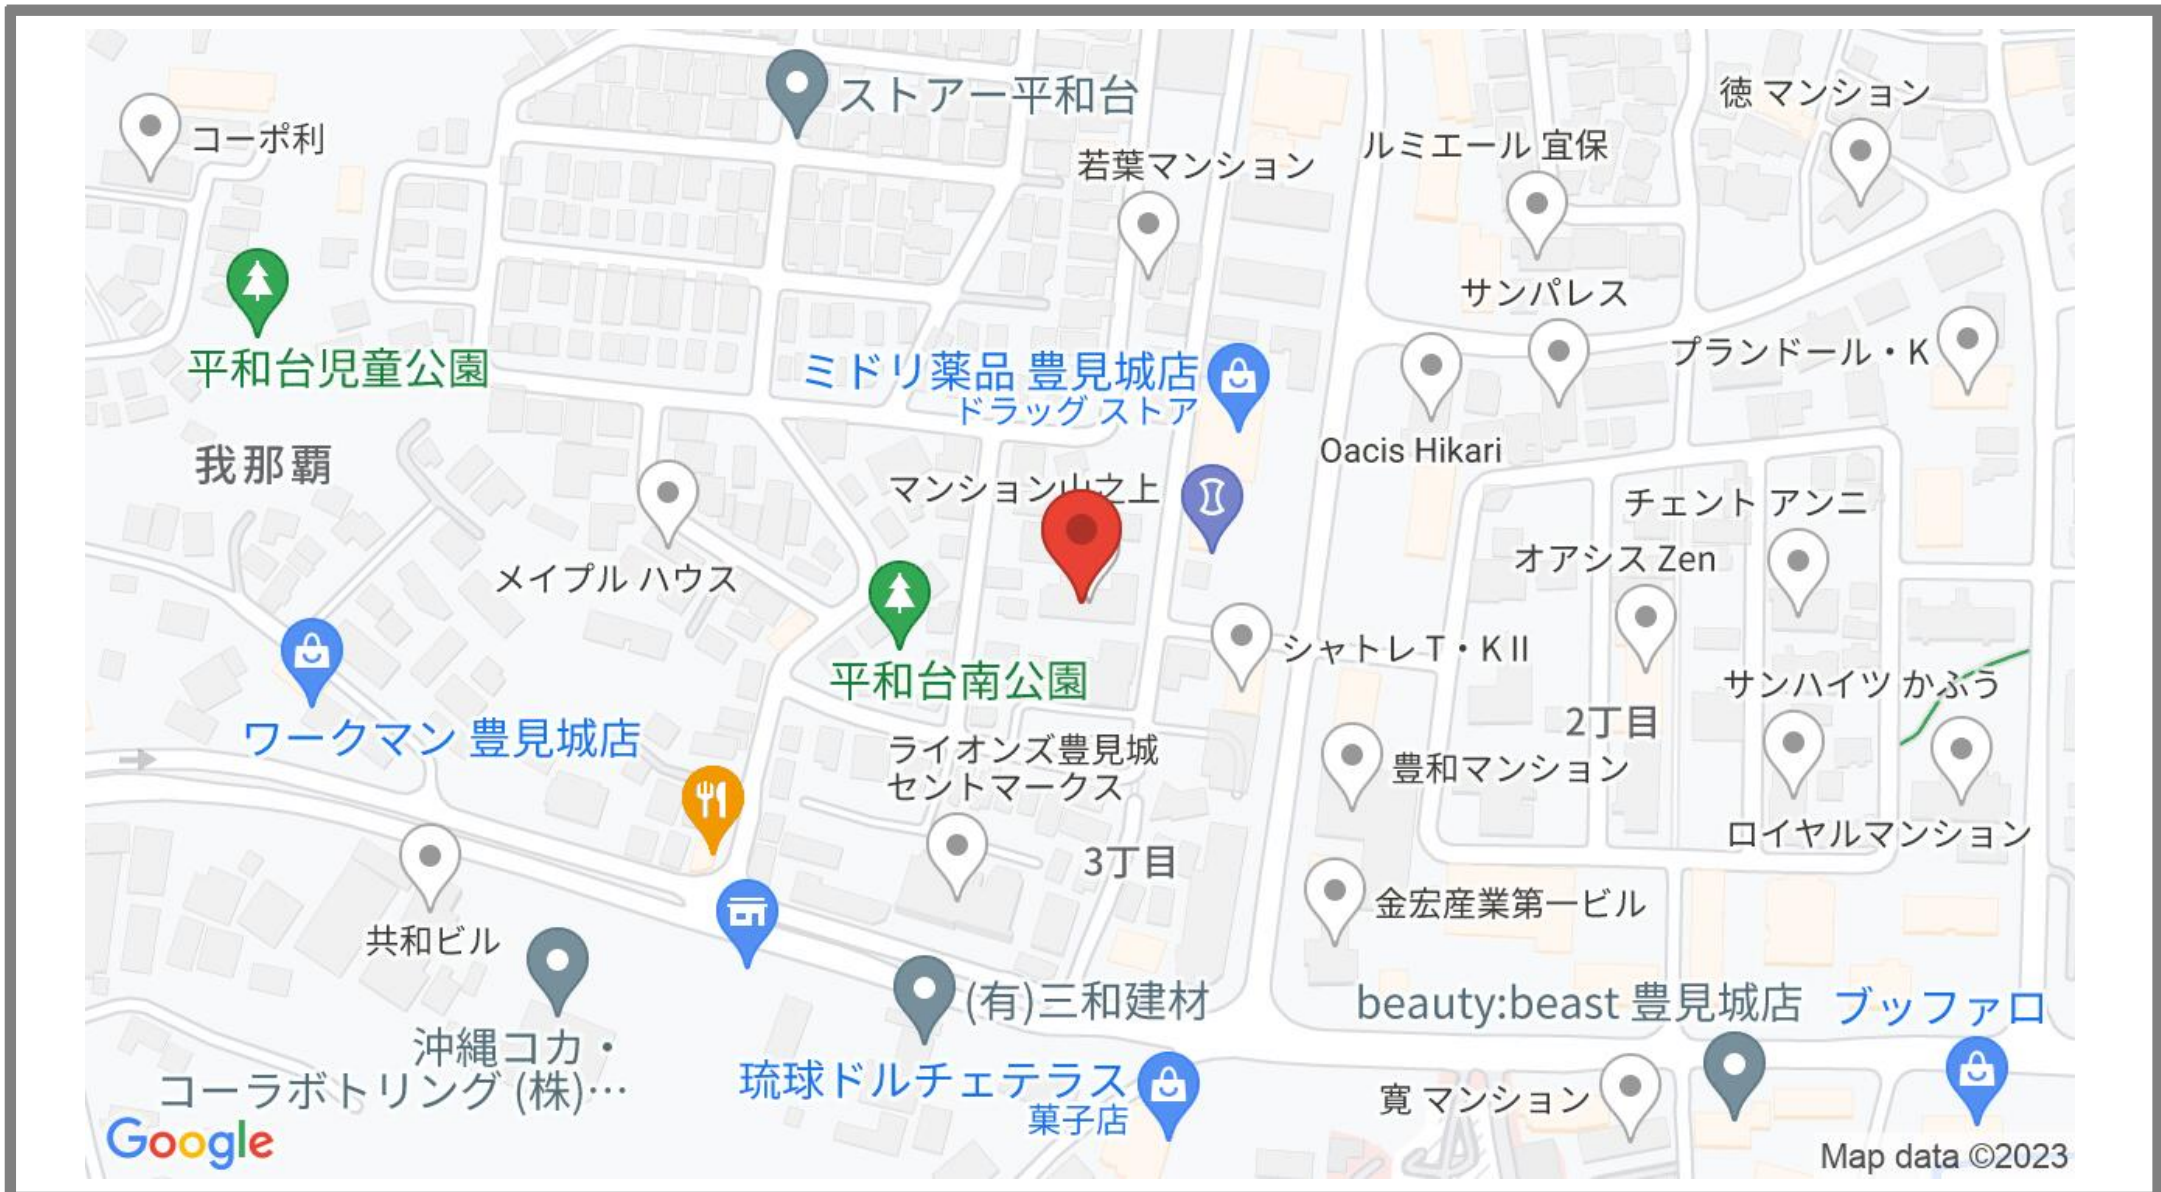 ストアー平和台
徳 マンション
コーポ利
ルミエール 宜保
若葉マンション
サンパレス
プランドール・K
平和台児童公園
ミドリ薬品 豊見城店
ドラッグ ストア
Oacis Hikari
我那覇
マンション山之上
チェント アンニ
オアシス Zen
メイプル ハウス
シャトレ T・K II
平和台南公園
サンハイツ かふう
2丁目
ワークマン 豊見城店
ライオンズ豊見城
セントマークス
豊和マンション
ロイヤルマンション
3丁目
金宏産業第一ビル
共和ビル
(有)三和建材
beauty:beast 豊見城店
ブッファロ
沖縄コカ・
コーラボトリング (株)…
琉球ドルチェテラス
菓子店
寛 マンション
Google
Map data ©2023